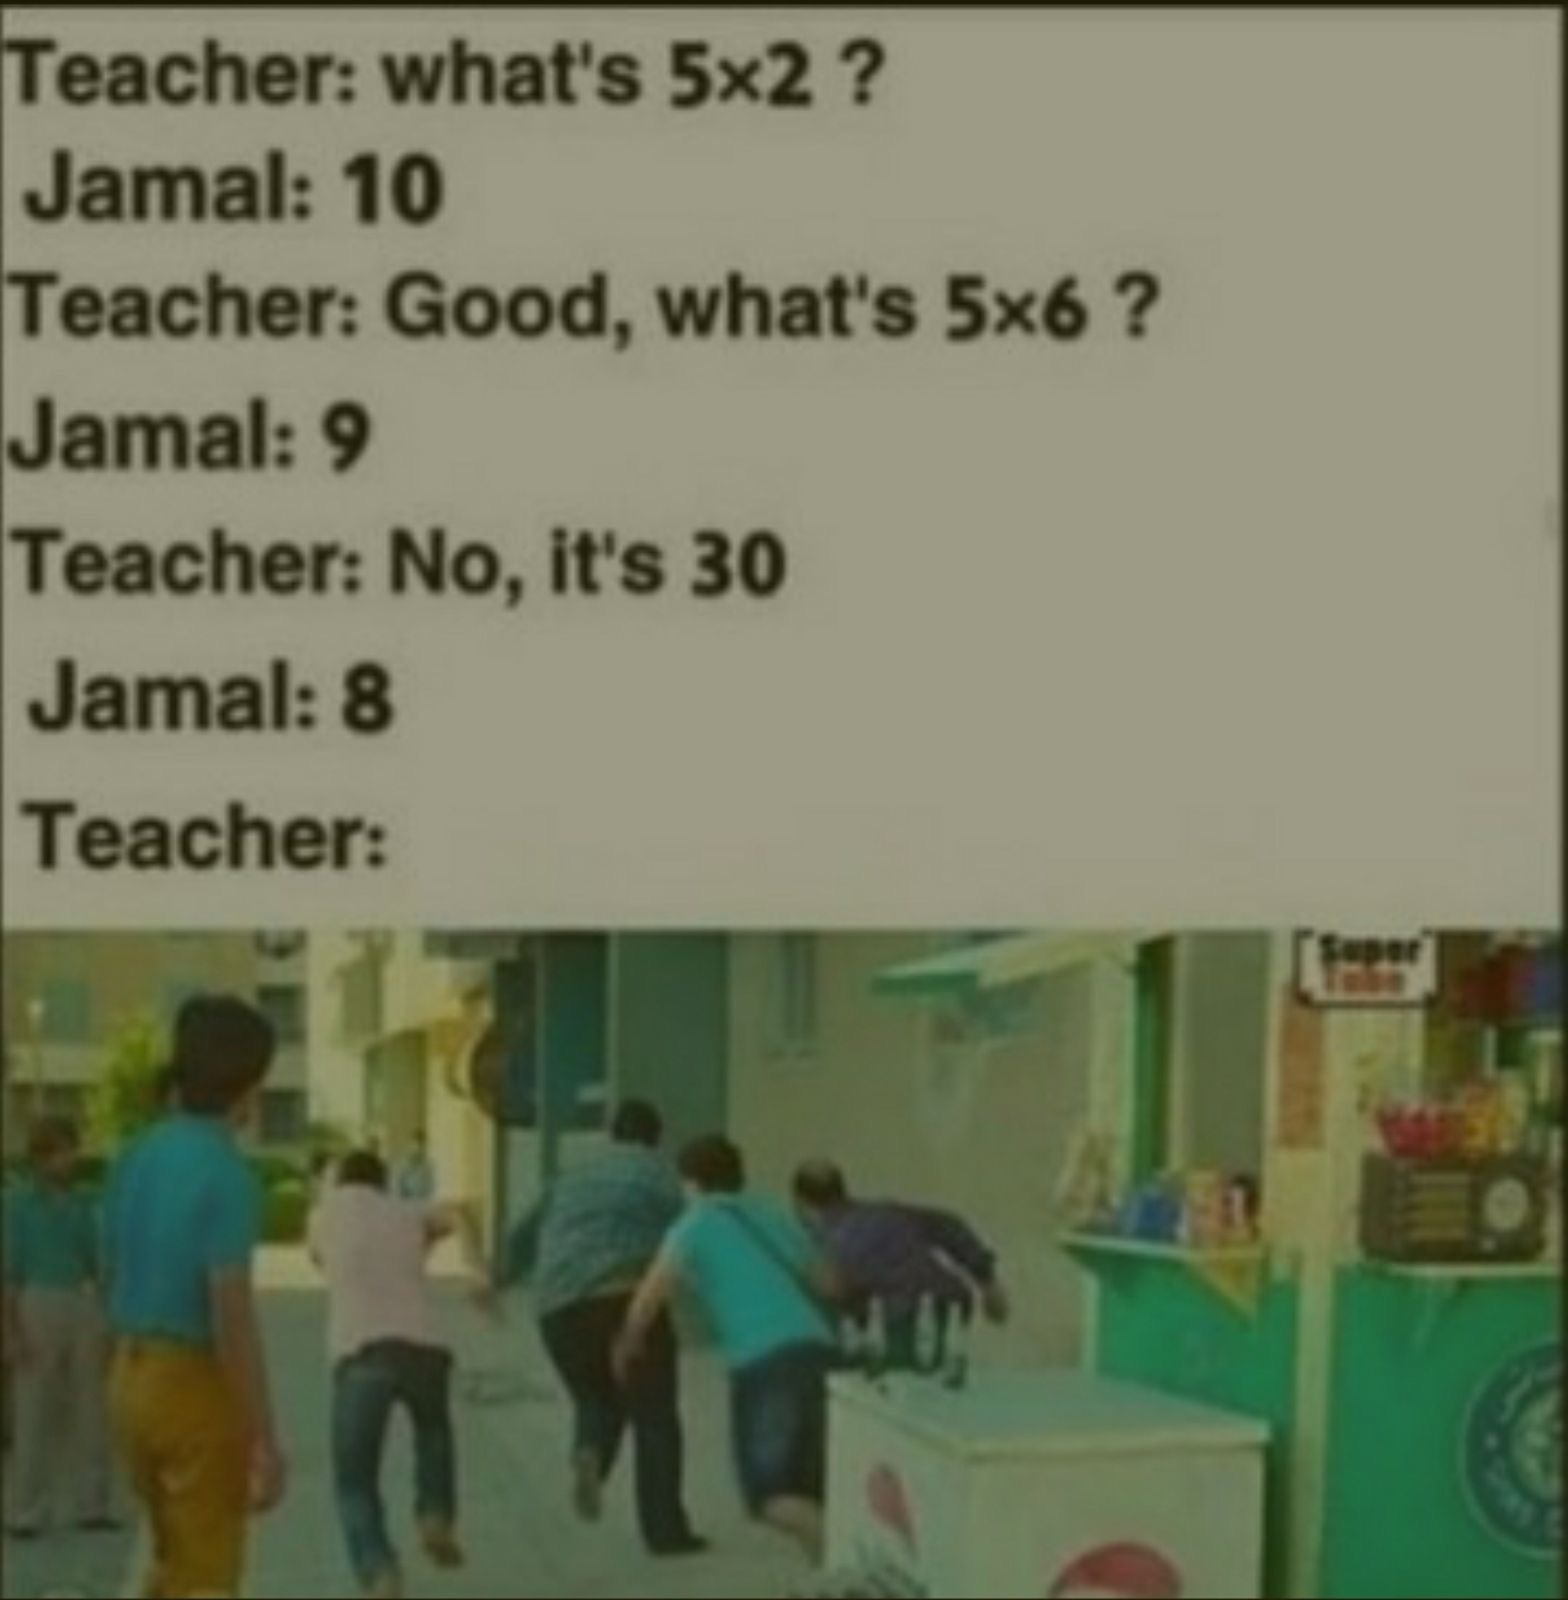 Teacher: what's 5×2 ?
Jamal: 10
Teacher: Good, what's 5×6 ?
Jamal: 9
Teacher: No, it's 30
Jamal: 8
Teacher:
Super
Tube